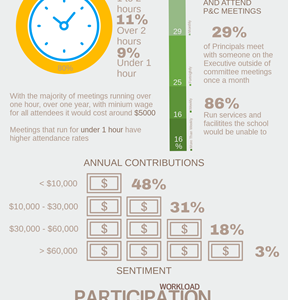 hours
11%
Over 2
hours
9%
Under 1
hour
80%
29
25
16
16
%
AND ATTEND
P&C MEETINGS
29%
of Principals meet
with someone on the
Executive outside of
committee meetings
once a month
86%
Run services and
facilitites the school
would be unable to
With the majority of meetings running over
one hour, over one year, with minium wage
for all attendees it would cost around $5000
Meetings that run for under 1 hour have
higher attendance rates
ANNUAL CONTRIBUTIONS
< $10,000 $ 48%
$10,000 - $30,000 $ $ 31%
$30,000 - $60,000 $ $ $ 18%
> $60,000 $ $ $ $ 3%
SENTIMENT
WORKLOAD
PARTICIPATION